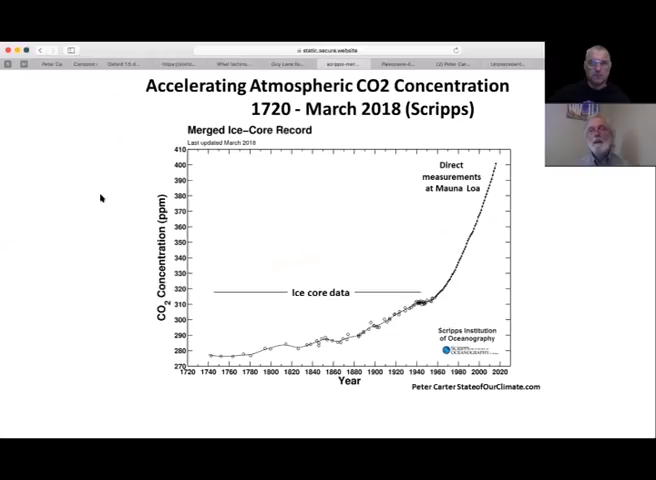 static.secure.website
Accelerating Atmospheric CO2 Concentration
1720 - March 2018 (Scripps)
Merged Ice-Core Record
Last updated March 2018
410
400
390
380
370
360
350
340
330
320
310
300
290
280
270
CO2 Concentration (ppm)
Direct
measurements
at Mauna Loa
Ice core data
Scripps Institution
of Oceanography
1720 1740 1760 1780 1800 1820 1840 1860 1880 1900 1920 1940 1960 1980 2000 2020
Year
Peter Carter StateofOurClimate.com